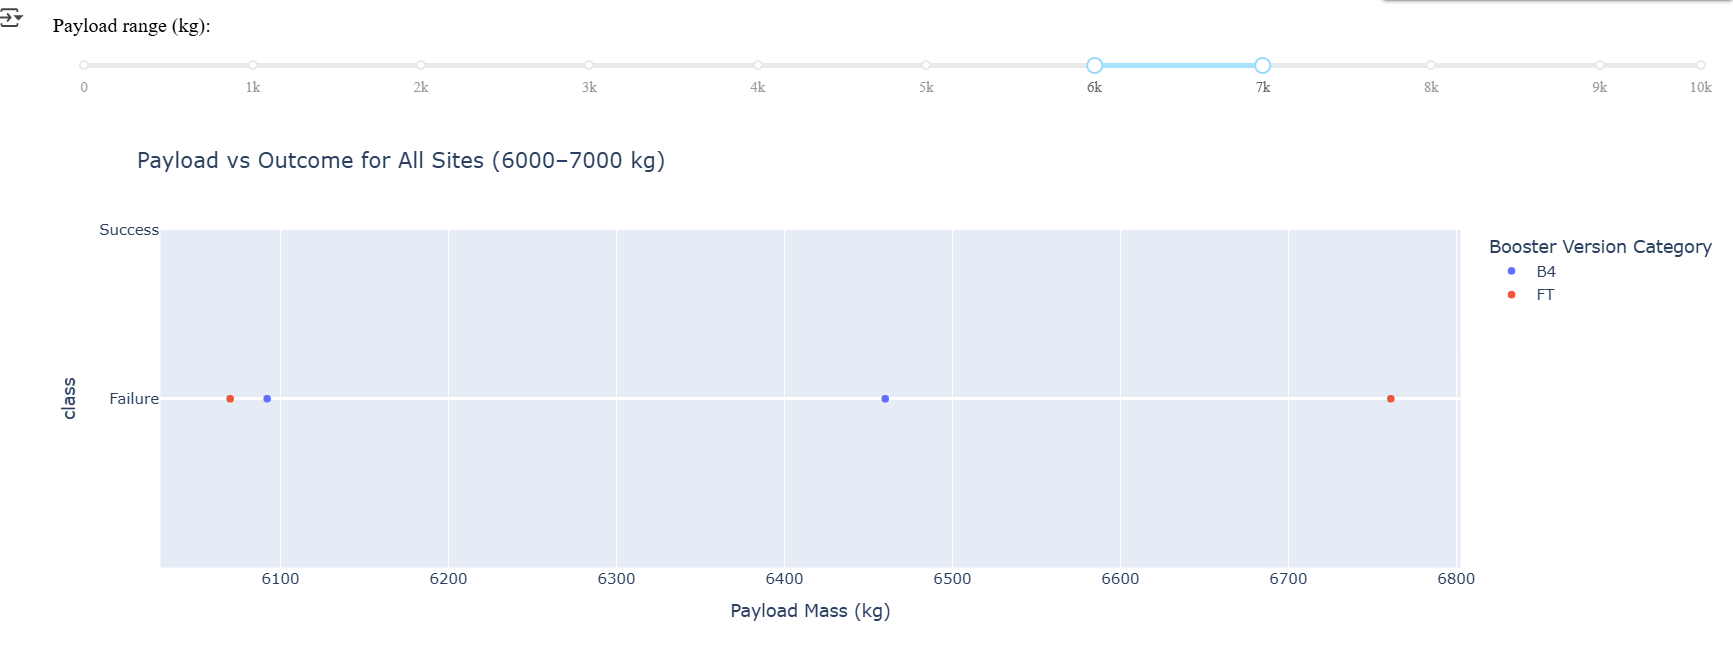 Payload range (kg):
0 1k 2k 3k 4k 5k 6k 7k 8k 9k 10k
Payload vs Outcome for All Sites (6000–7000 kg)
Success
Failure
class
6100 6200 6300 6400 6500 6600 6700 6800
Payload Mass (kg)
Booster Version Category
B4
FT